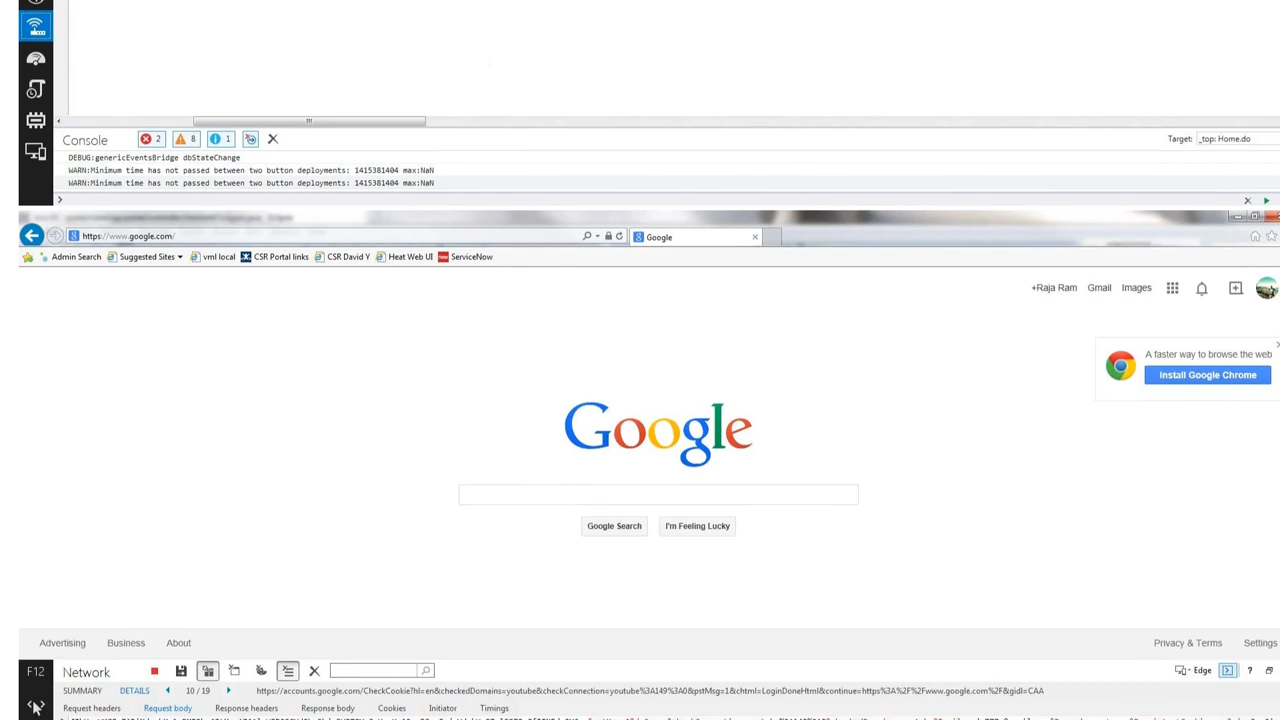 Console 2 8 1 Target: _top: Home.do
DEBUG:genericEventsBridge dbStateChange
WARN:Minimum time has not passed between two button deployments: 1415381404 max:NaN
WARN:Minimum time has not passed between two button deployments: 1415381404 max:NaN
https://www.google.com/ Google
Admin Search Suggested Sites vml local CSR Portal links CSR David Y Heat Web UI ServiceNow
+Raja Ram Gmail Images
A faster way to browse the web
Install Google Chrome
Google
Google Search I'm Feeling Lucky
Advertising Business About Privacy & Terms Settings
F12 Network Edge ?
SUMMARY DETAILS 10 / 19 https://accounts.google.com/CheckCookie?hl=en&checkedDomains=youtube&checkConnection=youtube%3A149%3A0&pstMsg=1&chtml=LoginDoneHtml&continue=https%3A%2F%2Fwww.google.com%2F&gidl=CAA
Request headers Request body Response headers Response body Cookies Initiator Timings